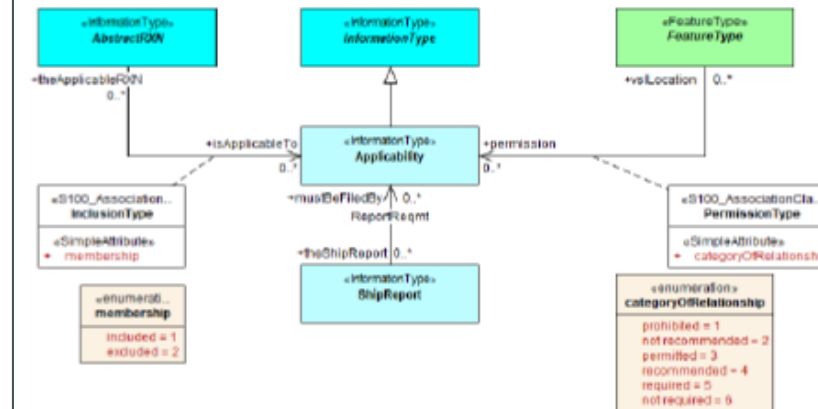 «InformationType»
AbstractRXN
«InformationType»
InformationType
«FeatureType»
FeatureType
+theApplicableRXN
0..*
+vslLocation 0..*
+isApplicableTo
0..*
«InformationType»
Applicability
+permission
0..*
«S100_Association...
InclusionType
«SimpleAttribute»
+ membership
+mustBeFiledBy 0..*
ReportReqmt
+theShipReport 0..*
«S100_AssociationCla...
PermissionType
«SimpleAttribute»
+ categoryOfRelationsh
«InformationType»
ShipReport
«enumerati...
membership
included = 1
excluded = 2
«enumeration»
categoryOfRelationship
prohibited = 1
not recommended = 2
permitted = 3
recommended = 4
required = 5
not required = 6